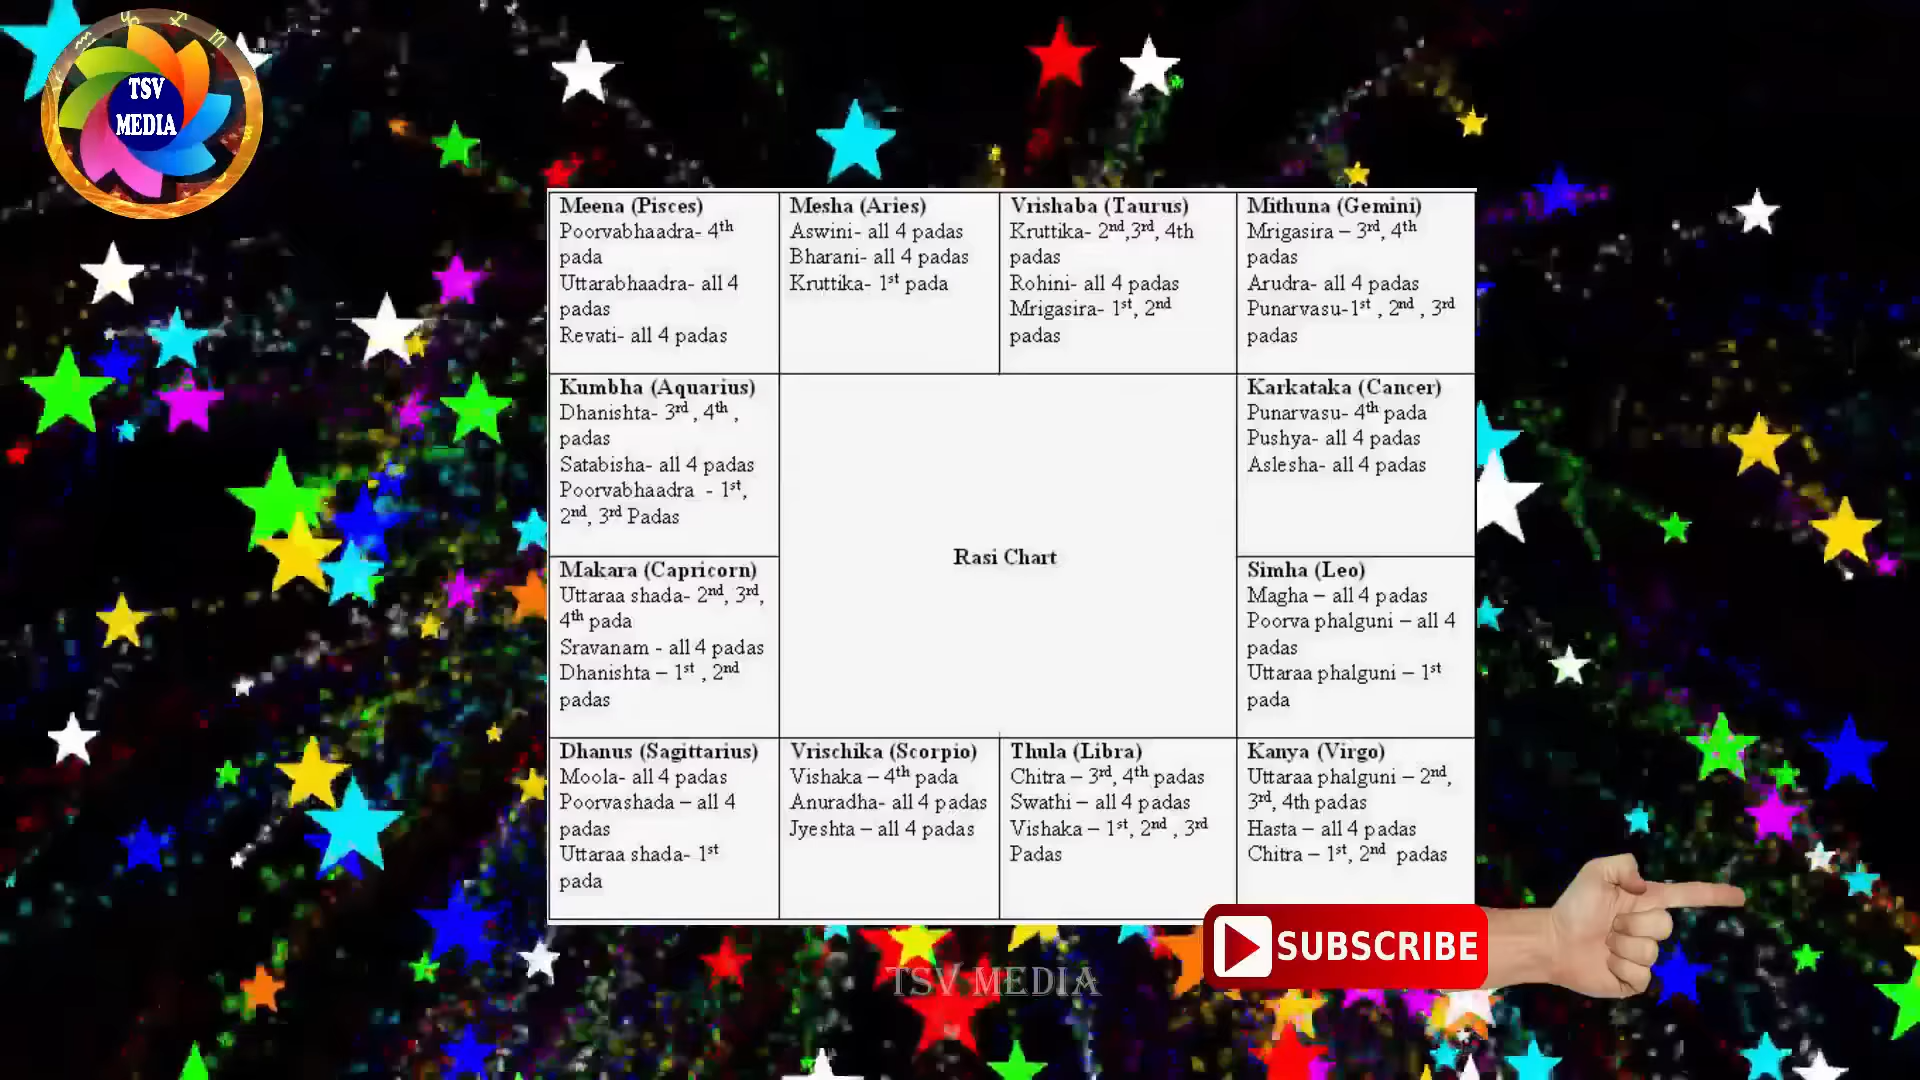 TSV
MEDIA
Meena (Pisces)
Poorvabhaadra- 4th
pada
Uttarabhaadra- all 4
padas
Revati- all 4 padas
Mesha (Aries)
Aswini- all 4 padas
Bharani- all 4 padas
Kruttika- 1st pada
Vrishaba (Taurus)
Kruttika- 2nd,3rd, 4th
padas
Rohini- all 4 padas
Mrigasira- 1st, 2nd
padas
Mithuna (Gemini)
Mrigasira – 3rd, 4th
padas
Arudra- all 4 padas
Punarvasu-1st , 2nd , 3rd
padas
Kumbha (Aquarius)
Dhanishta- 3rd , 4th ,
padas
Satabisha- all 4 padas
Poorvabhaadra - 1st,
2nd, 3rd Padas
Karkataka (Cancer)
Punarvasu- 4th pada
Pushya- all 4 padas
Aslesha- all 4 padas
Rasi Chart
Makara (Capricorn)
Uttaraa shada- 2nd, 3rd,
4th pada
Sravanam - all 4 padas
Dhanishta – 1st , 2nd
padas
Simha (Leo)
Magha – all 4 padas
Poorva phalguni – all 4
padas
Uttaraa phalguni – 1st
pada
Dhanus (Sagittarius)
Moola- all 4 padas
Poorvashada – all 4
padas
Uttaraa shada- 1st
pada
Vrischika (Scorpio)
Vishaka – 4th pada
Anuradha- all 4 padas
Jyeshta – all 4 padas
Thula (Libra)
Chitra – 3rd, 4th padas
Swathi – all 4 padas
Vishaka – 1st, 2nd , 3rd
Padas
Kanya (Virgo)
Uttaraa phalguni – 2nd,
3rd, 4th padas
Hasta – all 4 padas
Chitra – 1st, 2nd padas
SUBSCRIBE
TSV MEDIA